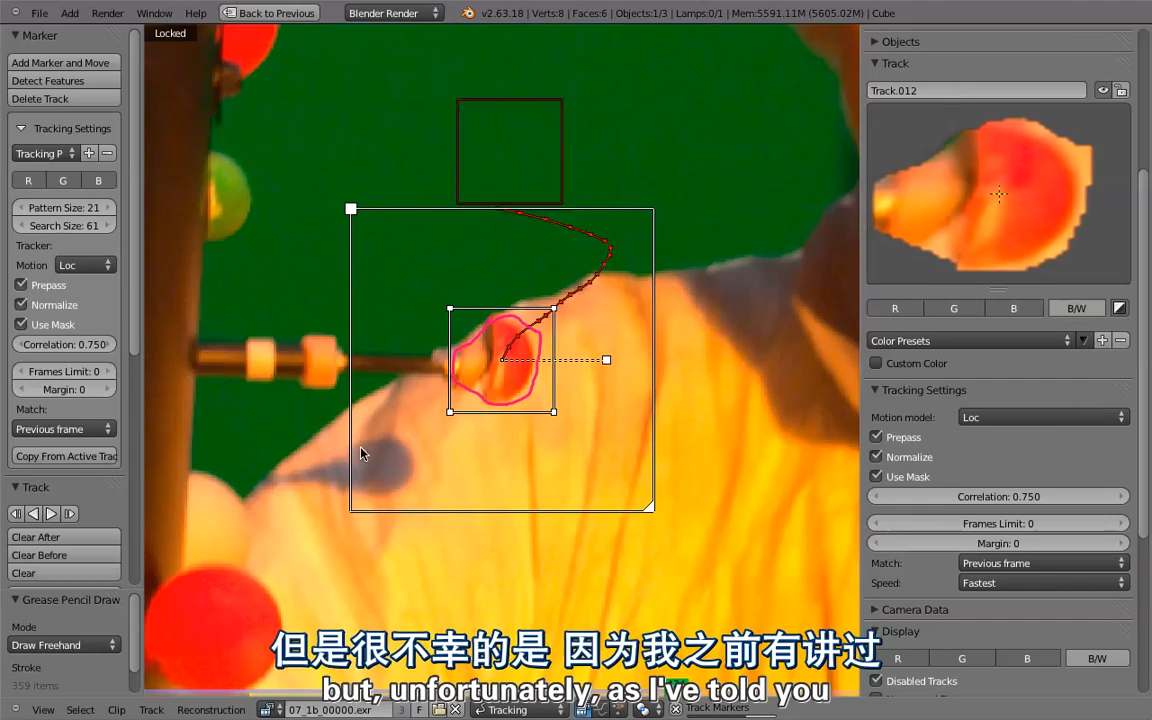 File Add Render Window Help Back to Previous Blender Render v2.63.18 | Verts:8 | Faces:6 | Objects:1/3 | Lamps:0/1 | Mem:5591.11M (5605.02M) | Cube
Marker
Add Marker and Move
Detect Features
Delete Track
Tracking Settings
Tracking P
R G B
Pattern Size: 21
Search Size: 61
Tracker:
Motion Loc
Prepass
Normalize
Use Mask
Correlation: 0.750
Frames Limit: 0
Margin: 0
Match:
Previous frame
Copy From Active Trac
Track
Clear After
Clear Before
Clear
Grease Pencil Draw
Mode
Draw Freehand
Stroke
359 items
Locked
Objects
Track
Track.012
R G B B/W
Color Presets
Custom Color
Tracking Settings
Motion model: Loc
Prepass
Normalize
Use Mask
Correlation: 0.750
Frames Limit: 0
Margin: 0
Match: Previous frame
Speed: Fastest
Camera Data
Display
R G B B/W
Disabled Tracks
但是很不幸的是 因为我之前有讲过
but, unfortunately, as I've told you
View Select Clip Track Reconstruction 07_1b_00000.exr 3 F Tracking Track Markers